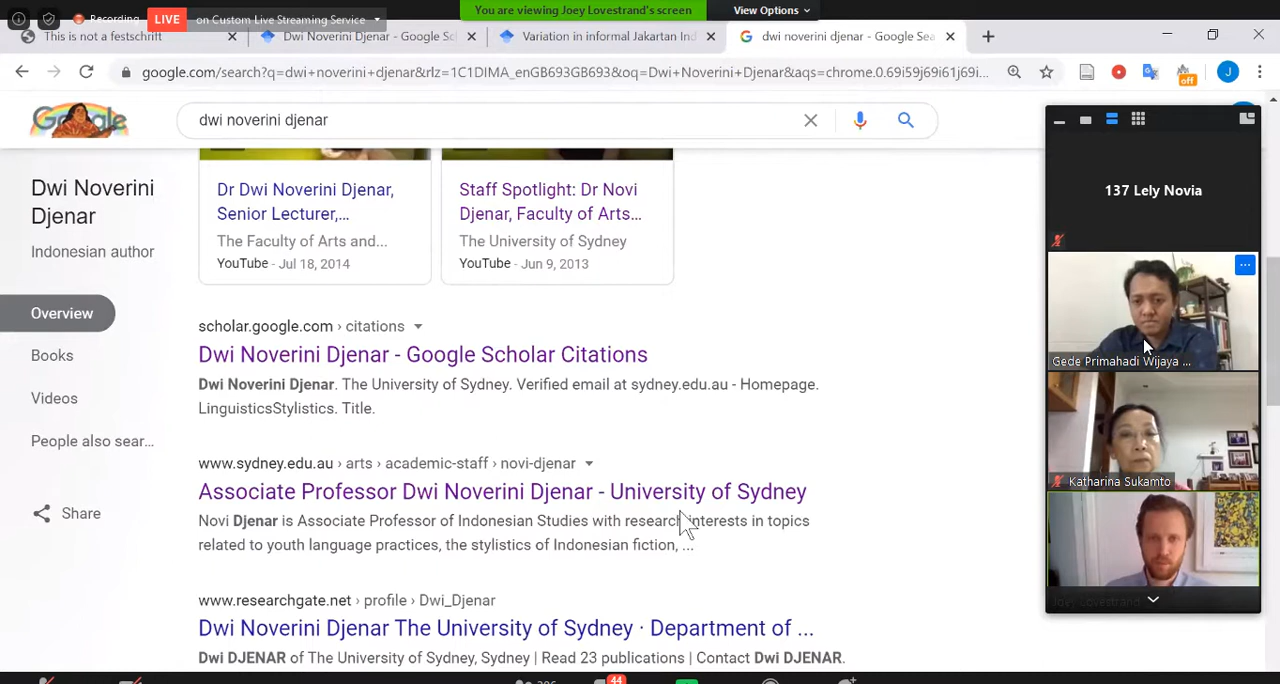 Recording
LIVE
on Custom Live Streaming Service
You are viewing Joey Lovestrand's screen
View Options
This is not a festschrift
Dwi Noverini Djenar - Google Sc
Variation in informal Jakartan Ind
dwi noverini djenar - Google Sea
google.com/search?q=dwi+noverini+djenar&rlz=1C1DIMA_enGB693GB693&oq=Dwi+Noverini+Djenar&aqs=chrome.0.69i59j69i61j69i...
off
J
Google
dwi noverini djenar
Dwi Noverini
Djenar
Indonesian author
Overview
Books
Videos
People also sear...
Share
Dr Dwi Noverini Djenar,
Senior Lecturer,...
The Faculty of Arts and...
YouTube - Jul 18, 2014
Staff Spotlight: Dr Novi
Djenar, Faculty of Arts...
The University of Sydney
YouTube - Jun 9, 2013
scholar.google.com › citations
Dwi Noverini Djenar - Google Scholar Citations
Dwi Noverini Djenar. The University of Sydney. Verified email at sydney.edu.au - Homepage.
LinguisticsStylistics. Title.
www.sydney.edu.au › arts › academic-staff › novi-djenar
Associate Professor Dwi Noverini Djenar - University of Sydney
Novi Djenar is Associate Professor of Indonesian Studies with research interests in topics
related to youth language practices, the stylistics of Indonesian fiction, ...
www.researchgate.net › profile › Dwi_Djenar
Dwi Noverini Djenar The University of Sydney · Department of ...
Dwi DJENAR of The University of Sydney, Sydney | Read 23 publications | Contact Dwi DJENAR.
137 Lely Novia
Gede Primahadi Wijaya ...
Katharina Sukamto
Joey Lovestrand
44